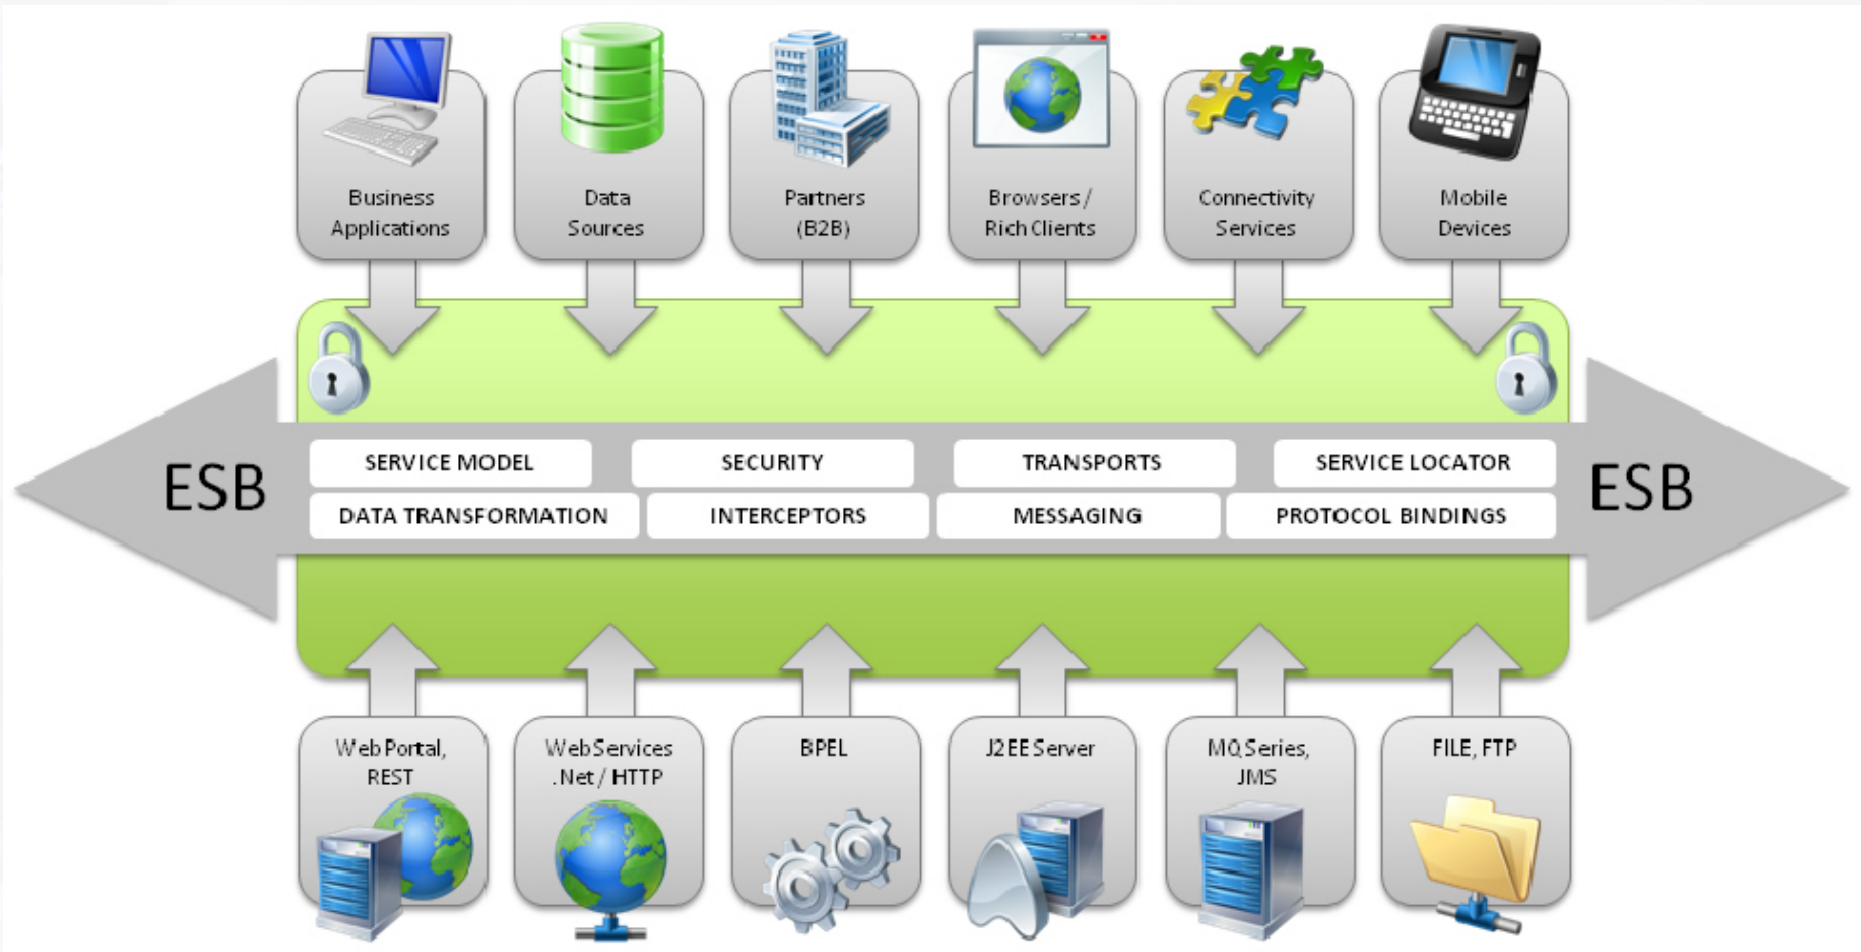 Business
Applications
Data
Sources
Partners
(B2B)
Browsers /
Rich Clients
Connectivity
Services
Mobile
Devices
ESB
SERVICE MODEL
SECURITY
TRANSPORTS
SERVICE LOCATOR
DATA TRANSFORMATION
INTERCEPTORS
MESSAGING
PROTOCOL BINDINGS
ESB
Web Portal,
REST
Web Services
.Net / HTTP
BPEL
J2EE Server
MQ Series,
JMS
FILE, FTP